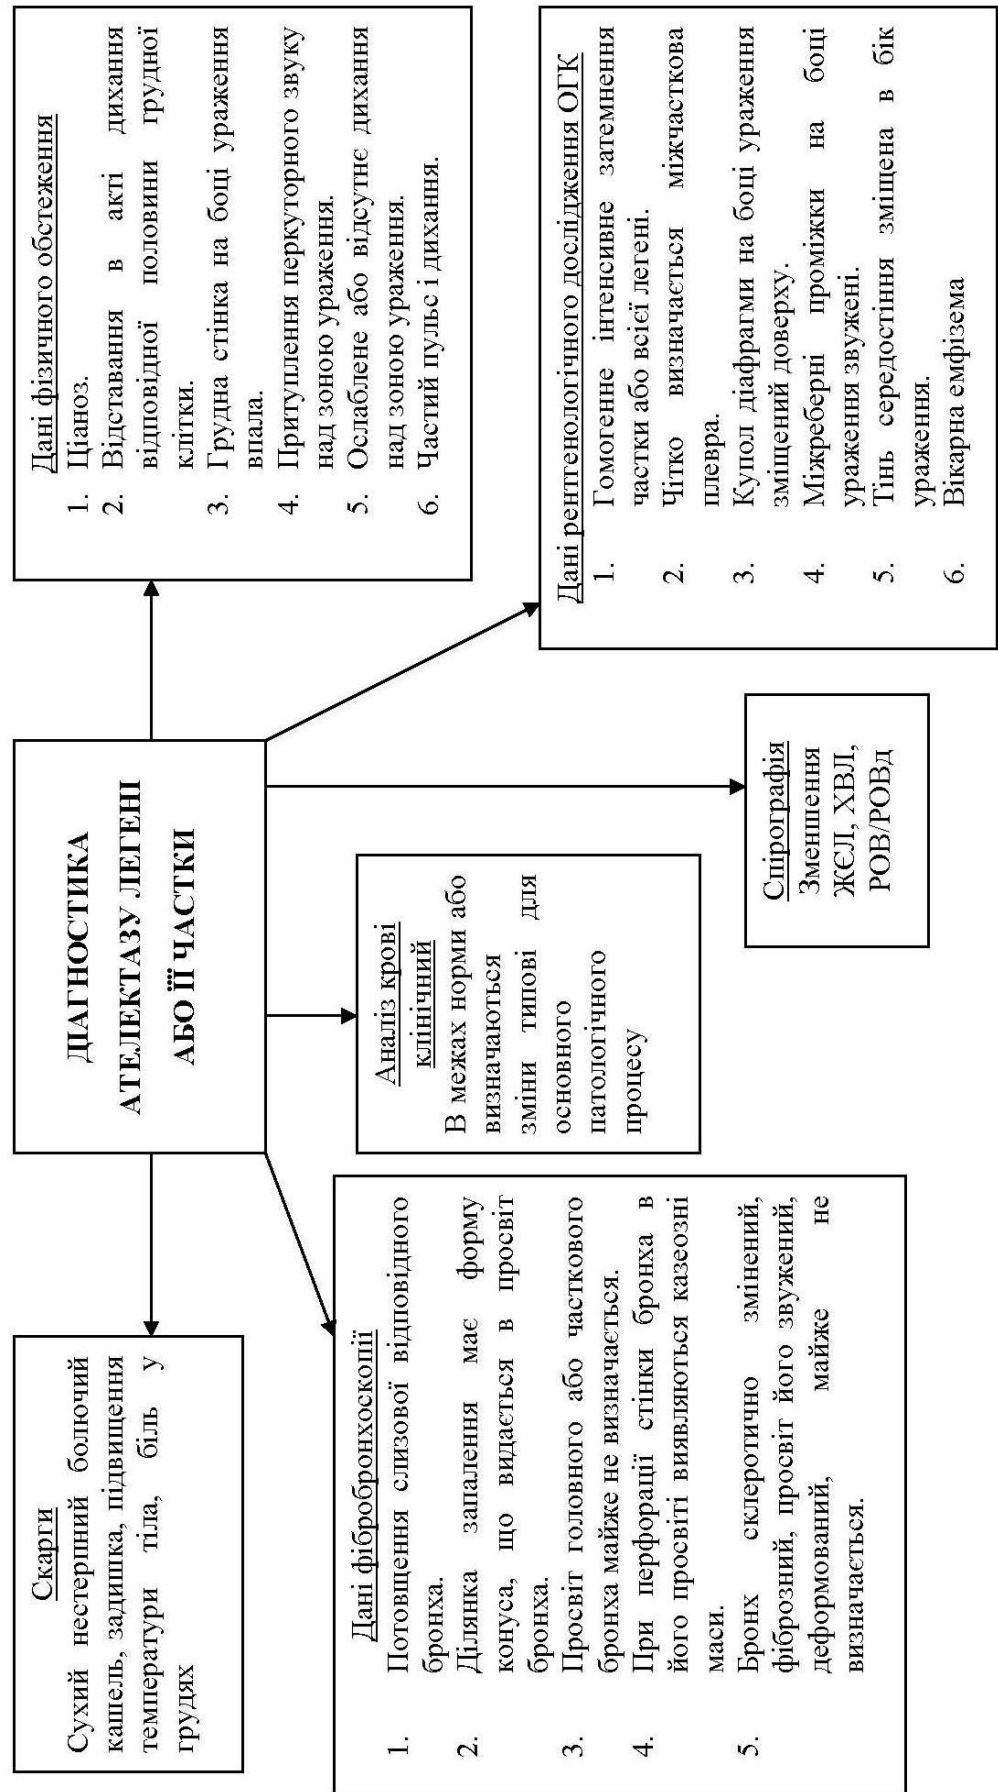 ДІАГНОСТИКА
АТЕЛЕКТАЗУ ЛЕГЕНІ
АБО ЇЇ ЧАСТКИ
Скарги
Сухий нестерпний болючий
кашель, задишка, підвищення
температури тіла, біль у
грудях
Дані фізичного обстеження
1. Ціаноз.
2. Відставання в акті дихання
відповідної половини грудної
клітки.
3. Грудна стінка на боці ураження
впала.
4. Притуплення перкуторного звуку
над зоною ураження.
5. Ослаблене або відсутнє дихання
над зоною ураження.
6. Частий пульс і дихання.
Дані фібробронхоскопії
1. Потовщення слизової відповідного
бронха.
2. Ділянка запалення має форму
конуса, що видається в просвіт
бронха.
3. Просвіт головного або часткового
бронха майже не визначається.
4. При перфорації стінки бронха в
його просвіті виявляються казеозні
маси.
5. Бронх склеротично змінений,
фіброзний, просвіт його звужений,
деформований, майже не
визначається.
Аналіз крові
клінічний
В межах норми або
визначаються
зміни типові для
основного
патологічного
процесу
Спірографія
Зменшення
ЖЄЛ, ХВЛ,
РОВ/РОВд
Дані рентгенологічного дослідження ОГК
1. Гомогенне інтенсивне затемнення
частки або всієї легені.
2. Чітко визначається міжчасткова
плевра.
3. Купол діафрагми на боці ураження
зміщений доверху.
4. Міжреберні проміжки на боці
ураження звужені.
5. Тінь середостіння зміщена в бік
ураження.
6. Вікарна емфізема